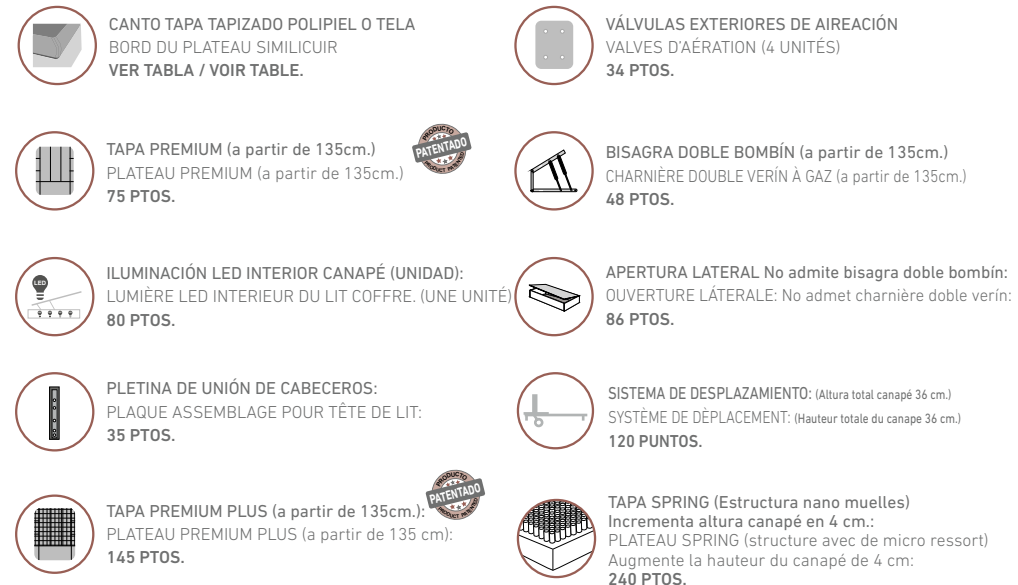 CANTO TAPA TAPIZADO POLIPIEL O TELA
BORD DU PLATEAU SIMILICUIR
VER TABLA / VOIR TABLE.
TAPA PREMIUM (a partir de 135cm.)
PLATEAU PREMIUM (a partir de 135cm.)
75 PTOS.
PRODUCTO
PATENTADO
PRODUCT PATENTED
LED
ILUMINACIÓN LED INTERIOR CANAPÉ (UNIDAD):
LUMIÈRE LED INTERIEUR DU LIT COFFRE. (UNE UNITÉ)
80 PTOS.
PLETINA DE UNIÓN DE CABECEROS:
PLAQUE ASSEMBLAGE POUR TÊTE DE LIT:
35 PTOS.
TAPA PREMIUM PLUS (a partir de 135cm.):
PLATEAU PREMIUM PLUS (a partir de 135 cm):
145 PTOS.
PRODUCTO
PATENTADO
PRODUCT PATENTED
VÁLVULAS EXTERIORES DE AIREACIÓN
VALVES D'AÉRATION (4 UNITÉS)
34 PTOS.
BISAGRA DOBLE BOMBÍN (a partir de 135cm.)
CHARNIÈRE DOUBLE VERÍN À GAZ (a partir de 135cm.)
48 PTOS.
APERTURA LATERAL No admite bisagra doble bombín:
OUVERTURE LÁTERALE: No admet charnière doble verín:
86 PTOS.
SISTEMA DE DESPLAZAMIENTO: (Altura total canapé 36 cm.)
SYSTÈME DE DÈPLACEMENT: (Hauteur totale du canape 36 cm.)
120 PUNTOS.
TAPA SPRING (Estructura nano muelles)
Incrementa altura canapé en 4 cm.:
PLATEAU SPRING (structure avec de micro ressort)
Augmente la hauteur du canapé de 4 cm:
240 PTOS.